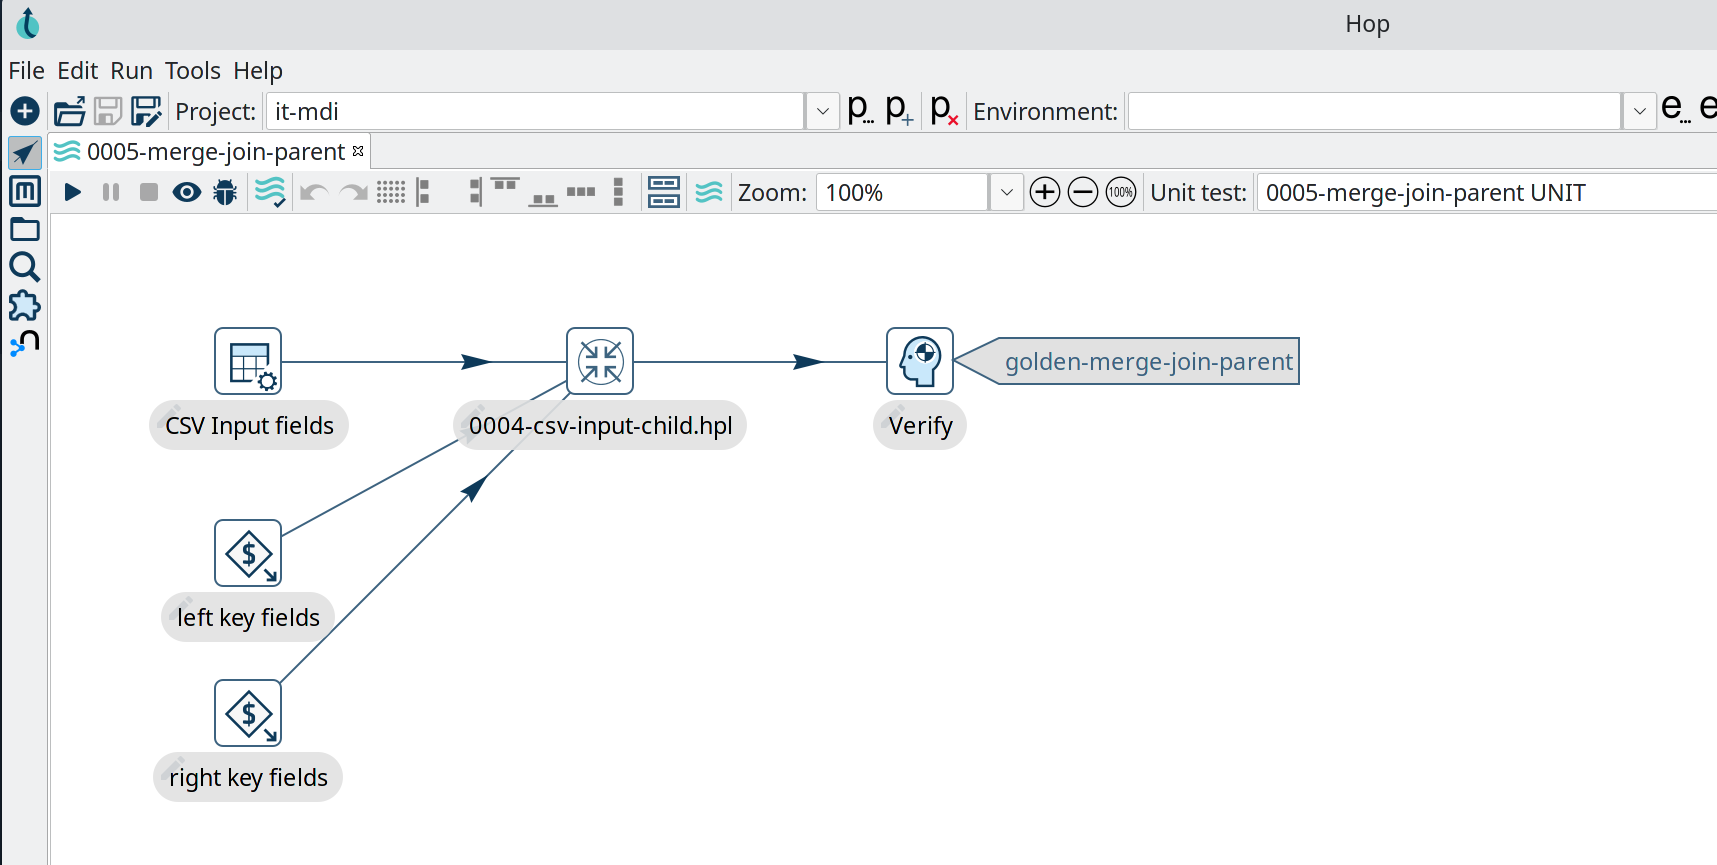 Hop
File Edit Run Tools Help
Project: it-mdi p... p+ px Environment: e... e
0005-merge-join-parent
Zoom: 100% 100% Unit test: 0005-merge-join-parent UNIT
golden-merge-join-parent
CSV Input fields 0004-csv-input-child.hpl Verify
$
left key fields
$
right key fields